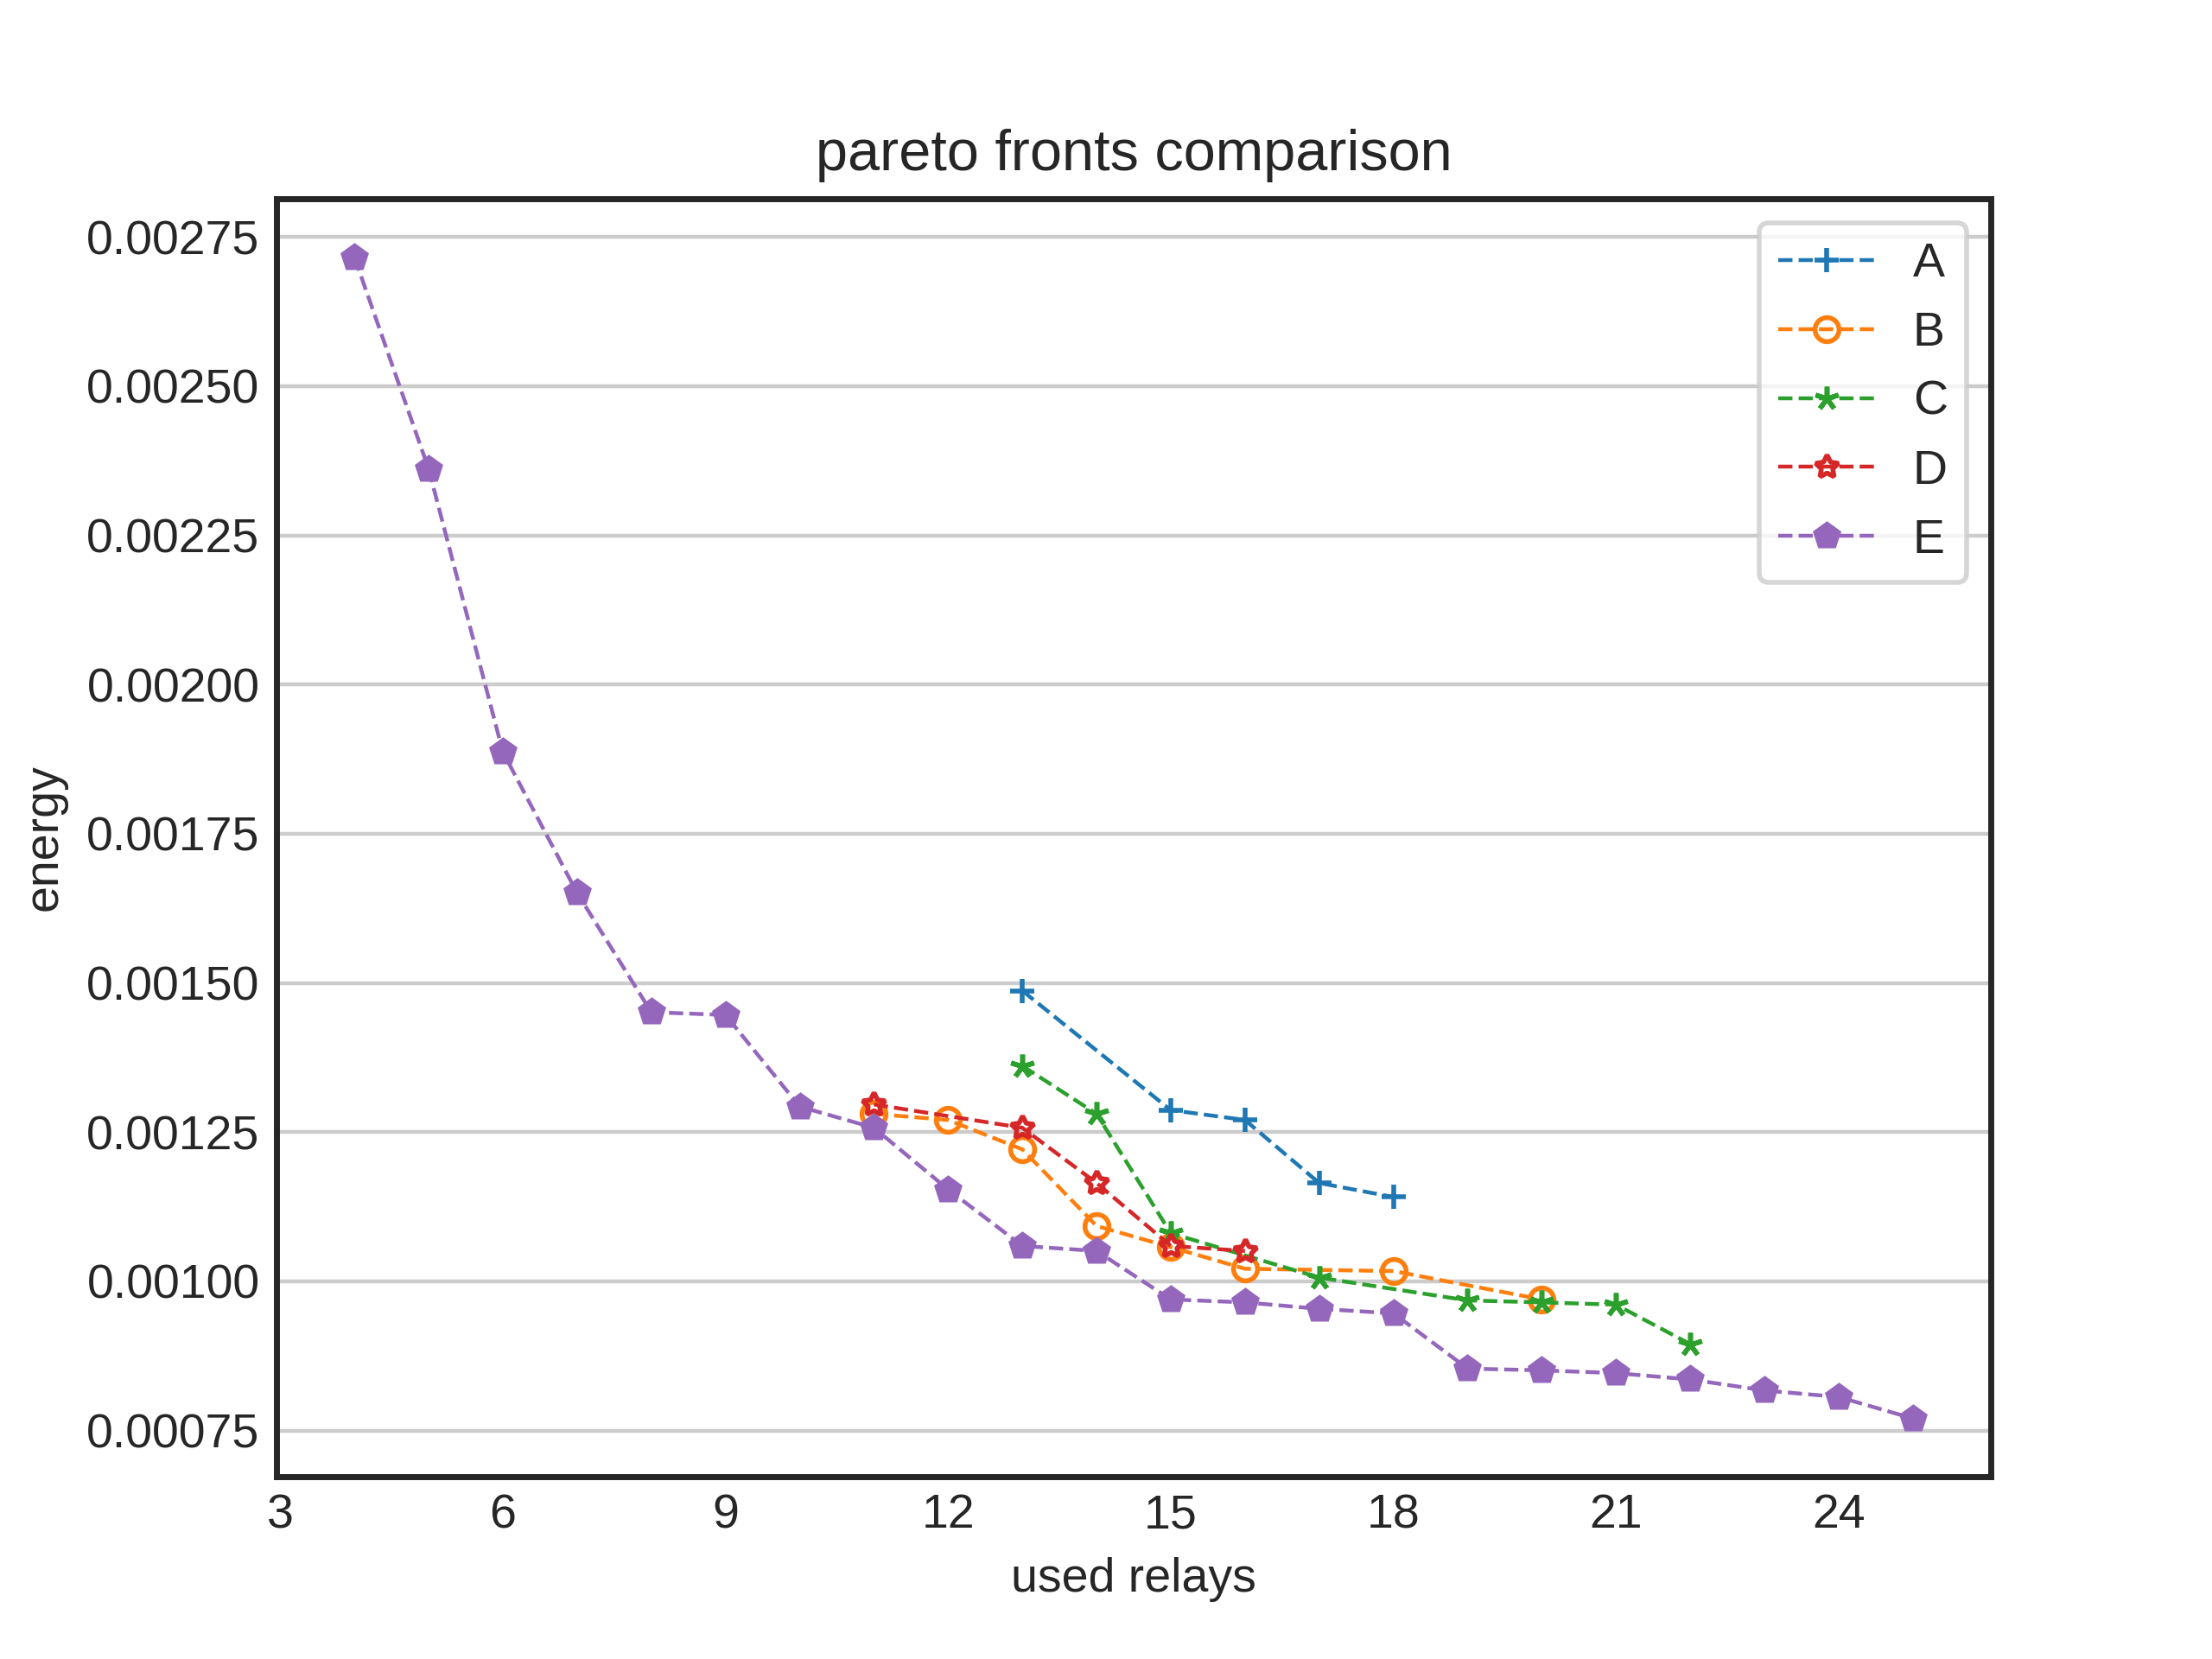 pareto fronts comparison
0.00275
0.00250
0.00225
0.00200
0.00175
0.00150
0.00125
0.00100
0.00075
energy
A
B
C
D
E
3 6 9 12 15 18 21 24
used relays